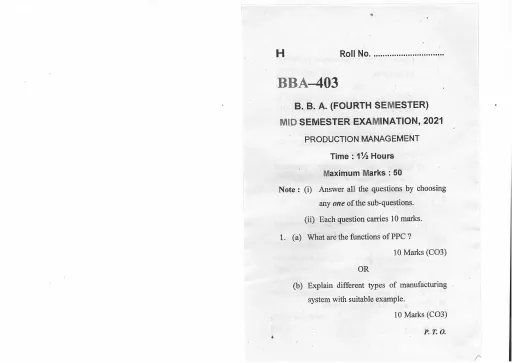 H Roll No. ..............................
BBA–403
B. B. A. (FOURTH SEMESTER)
MID SEMESTER EXAMINATION, 2021
PRODUCTION MANAGEMENT
Time : 1½ Hours
Maximum Marks : 50
Note : (i) Answer all the questions by choosing
any one of the sub-questions.
(ii) Each question carries 10 marks.
1. (a) What are the functions of PPC ?
10 Marks (CO3)
OR
(b) Explain different types of manufacturing
system with suitable example.
10 Marks (CO3)
P. T. O.